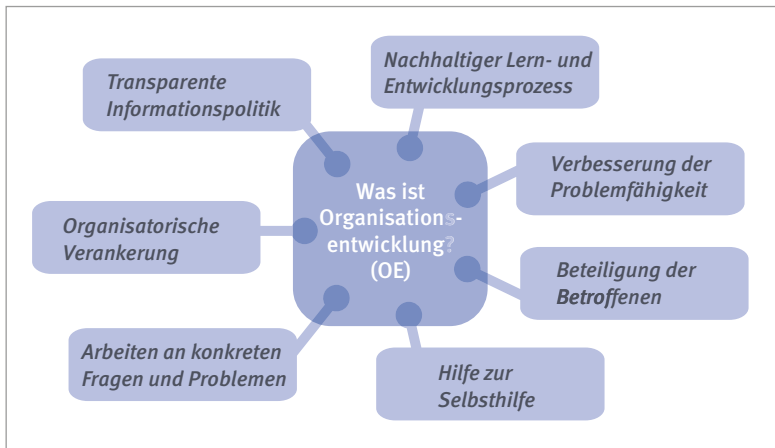 Nachhaltiger Lern- und
Entwicklungsprozess
Transparente
Informationspolitik
Was ist
Organisations-
entwicklung?
(OE)
Verbesserung der
Problemfähigkeit
Organisatorische
Verankerung
Beteiligung der
Betroffenen
Arbeiten an konkreten
Fragen und Problemen
Hilfe zur
Selbsthilfe